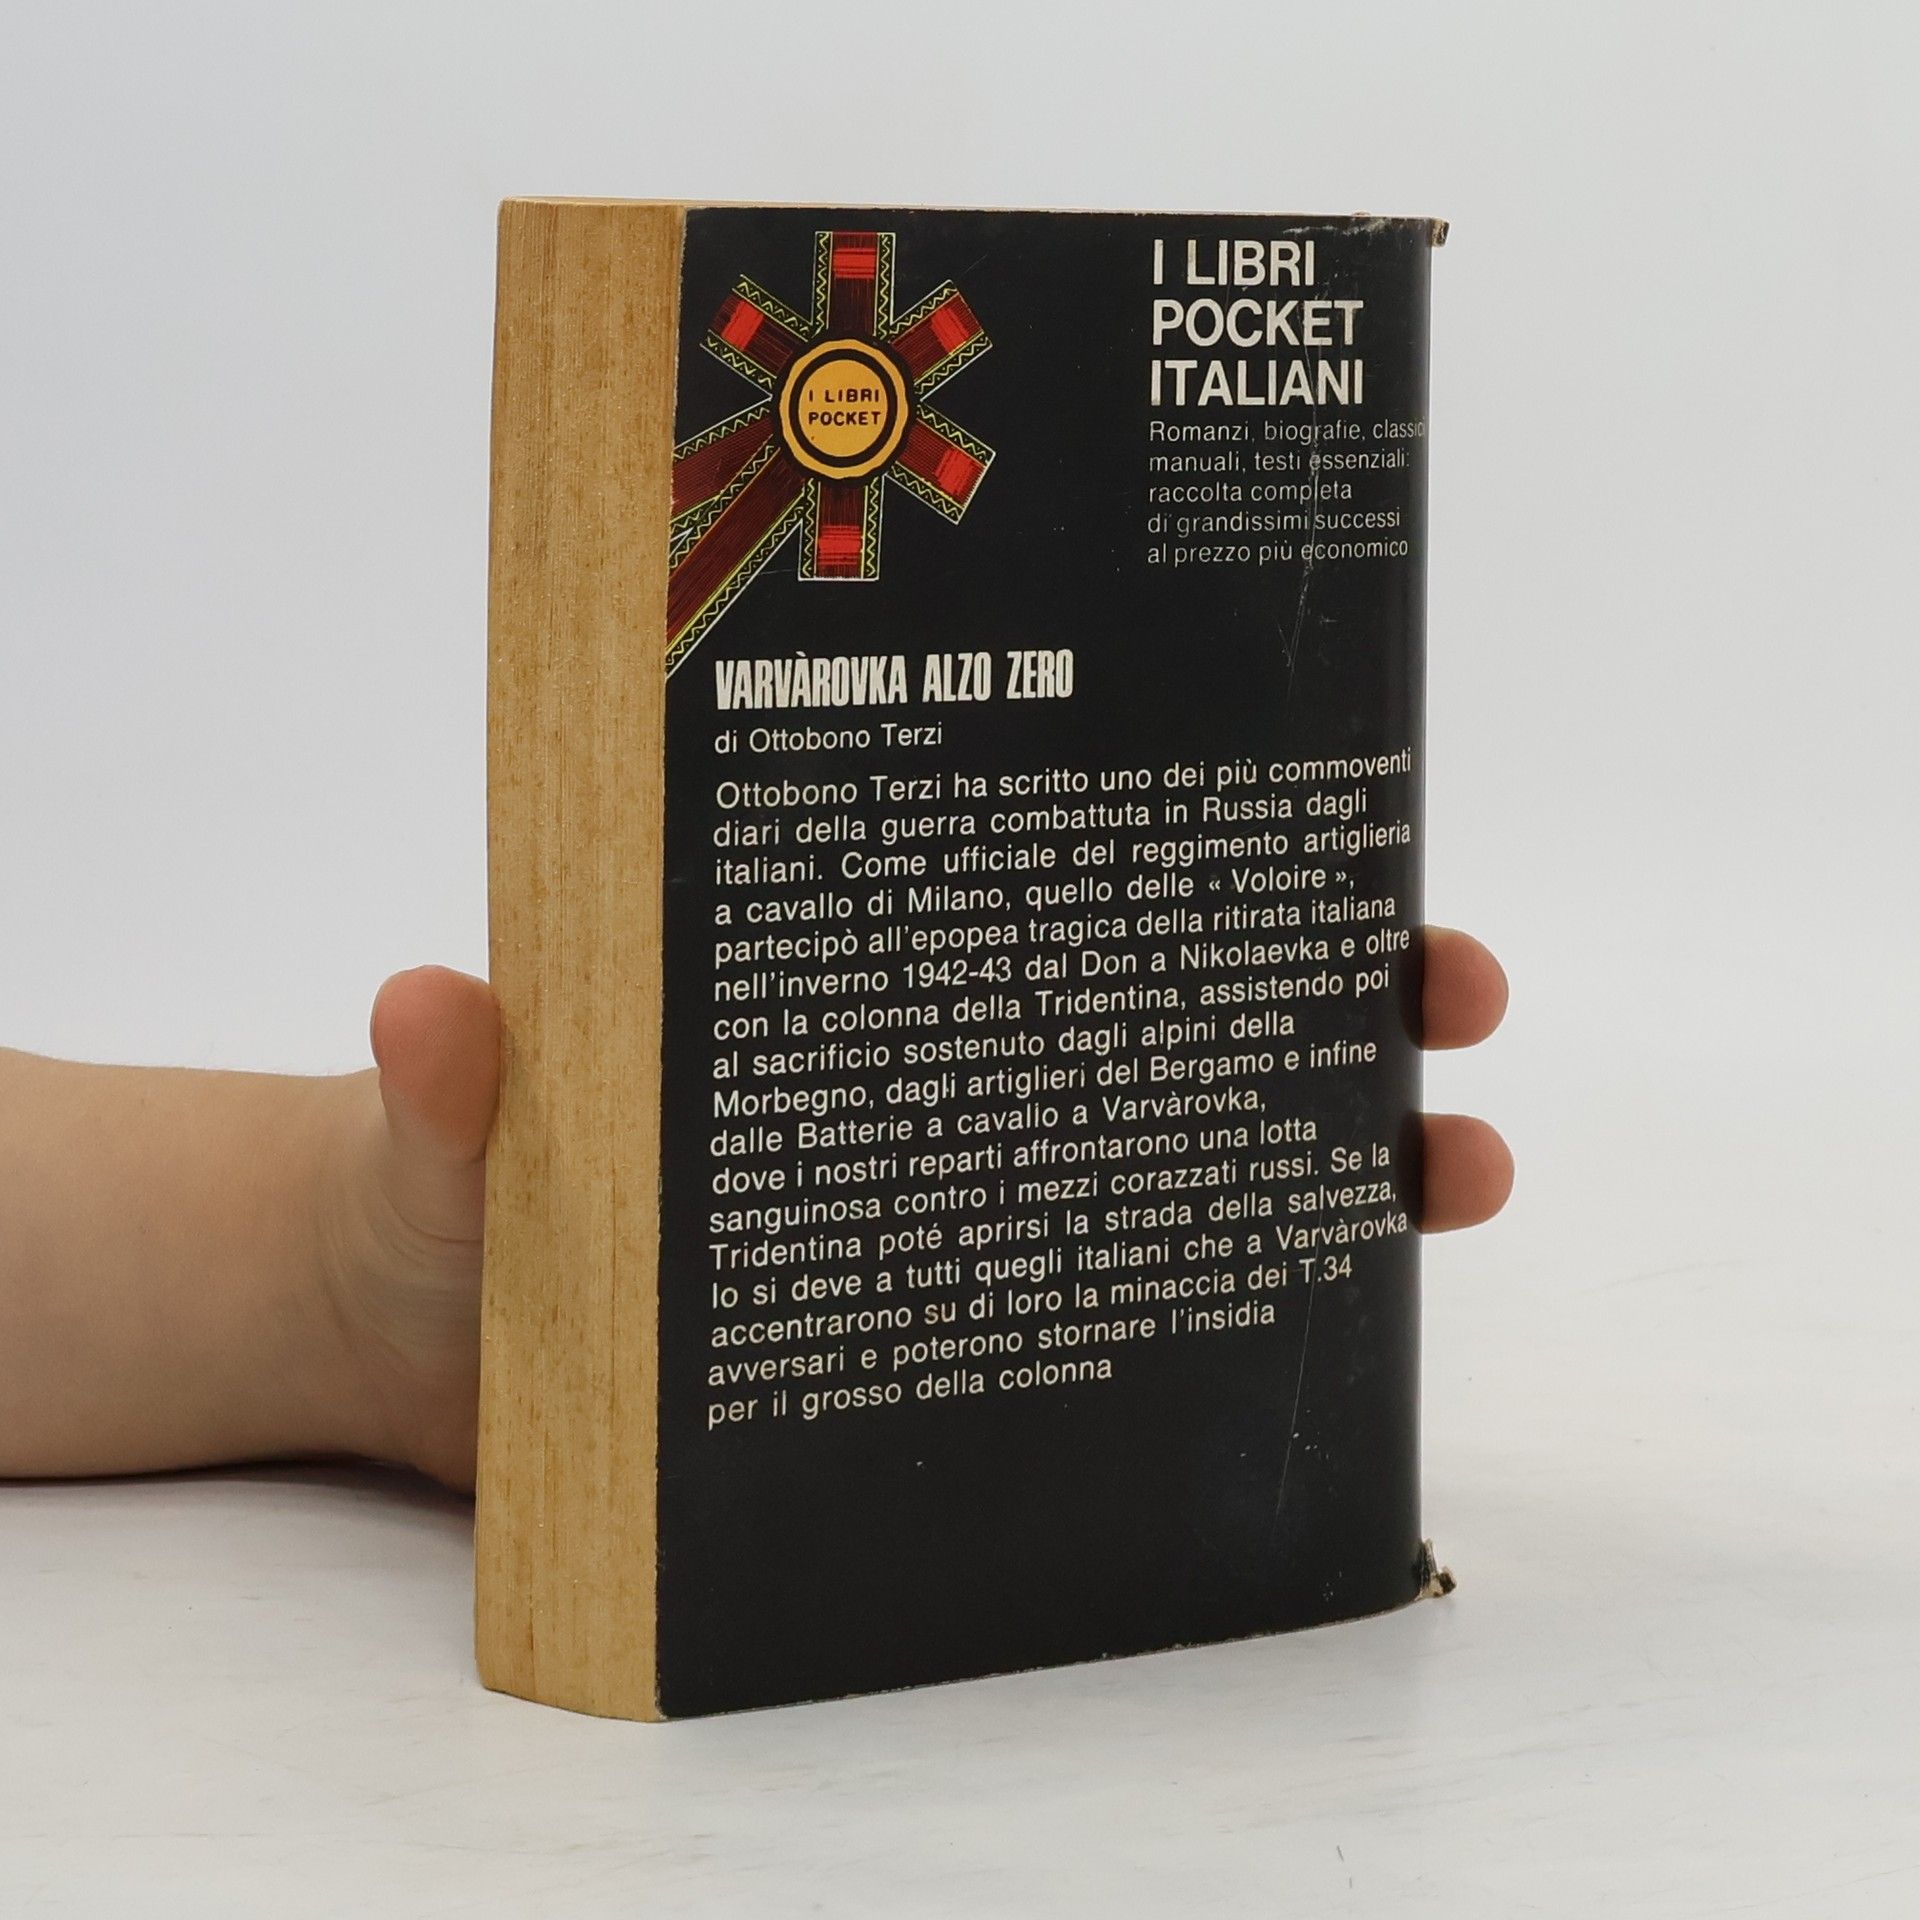 I LIBRI
POCKET
I LIBRI
POCKET
ITALIANI
Romanzi, biografie, classici
manuali, testi essenziali:
raccolta completa
di grandissimi successi
al prezzo più economico
VARVÀROVKA ALZO ZERO
di Ottobono Terzi
Ottobono Terzi ha scritto uno dei più commoventi
diari della guerra combattuta in Russia dagli
italiani. Come ufficiale del reggimento artiglieria
a cavallo di Milano, quello delle « Voloire »,
partecipò all'epopea tragica della ritirata italiana
nell'inverno 1942-43 dal Don a Nikolaevka e oltre
con la colonna della Tridentina, assistendo poi
al sacrificio sostenuto dagli alpini della
Morbegno, dagli artiglieri del Bergamo e infine
dalle Batterie a cavallo a Varvàrovka,
dove i nostri reparti affrontarono una lotta
sanguinosa contro i mezzi corazzati russi. Se la
Tridentina poté aprirsi la strada della salvezza,
lo si deve a tutti quegli italiani che a Varvàrovka
accentrarono su di loro la minaccia dei T.34
avversari e poterono stornare l'insidia
per il grosso della colonna